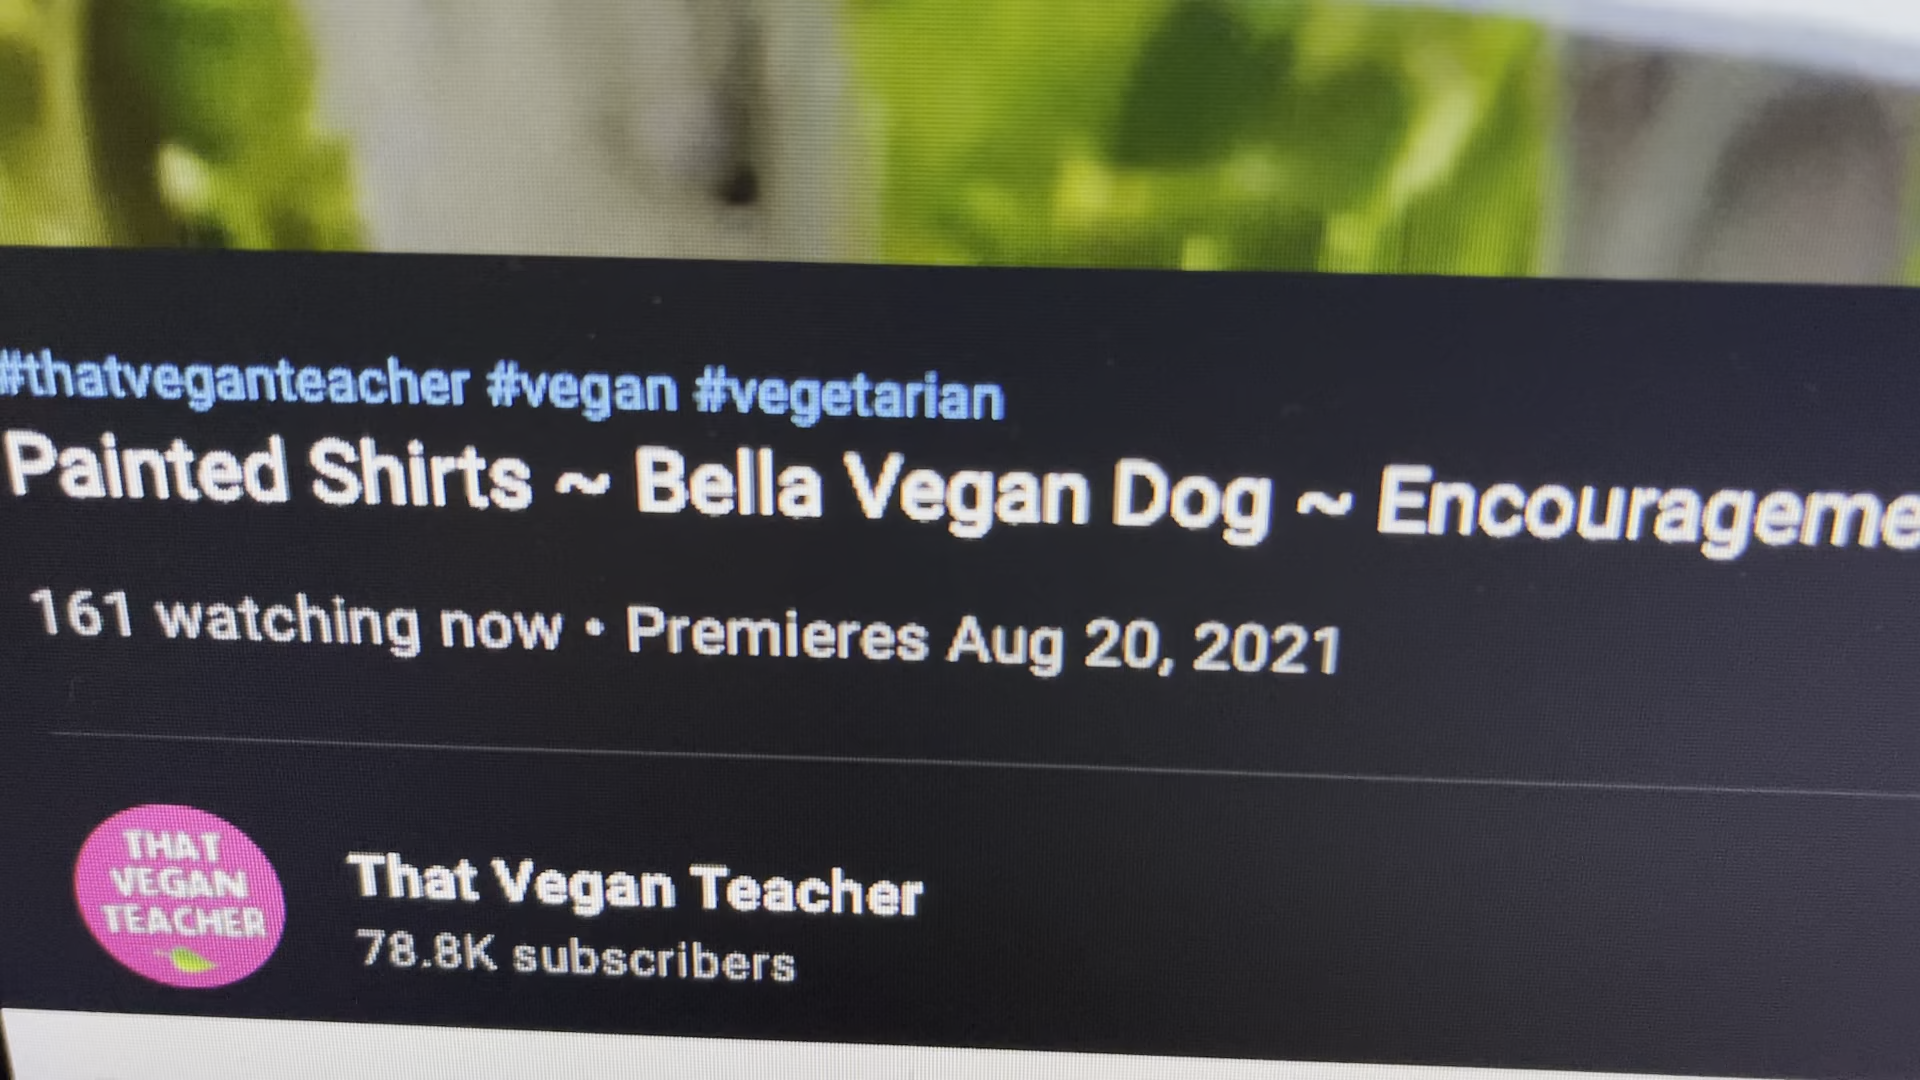 #thatveganteacher #vegan #vegetarian
Painted Shirts ~ Bella Vegan Dog ~ Encourageme
161 watching now • Premieres Aug 20, 2021
THAT
VEGAN
TEACHER
That Vegan Teacher
78.8K subscribers